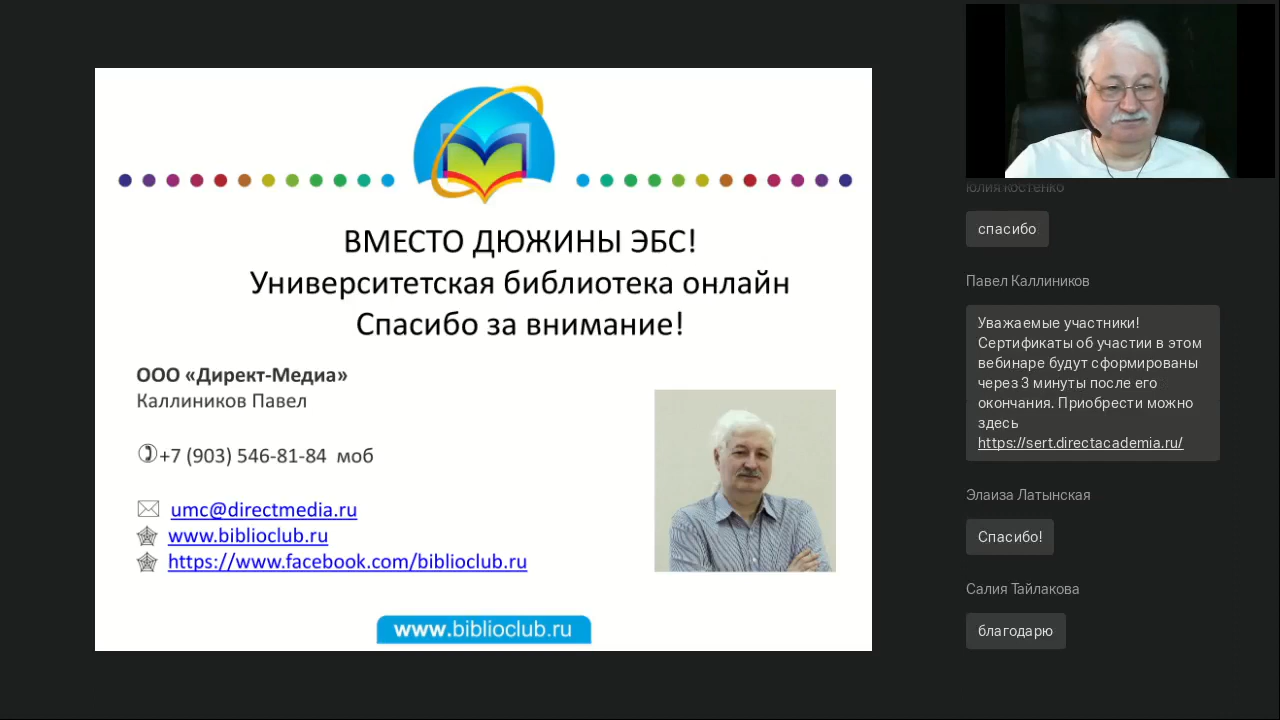 ВМЕСТО ДЮЖИНЫ ЭБС!
Университетская библиотека онлайн
Спасибо за внимание!
ООО «Директ-Медиа»
Каллиников Павел
+7 (903) 546-81-84 моб
umc@directmedia.ru
www.biblioclub.ru
https://www.facebook.com/biblioclub.ru
www.biblioclub.ru
юлия костенко
спасибо
Павел Каллиников
Уважаемые участники!
Сертификаты об участии в этом
вебинаре будут сформированы
через 3 минуты после его
окончания. Приобрести можно
здесь
https://sert.directacademia.ru/
Элаиза Латынская
Спасибо!
Салия Тайлакова
благодарю